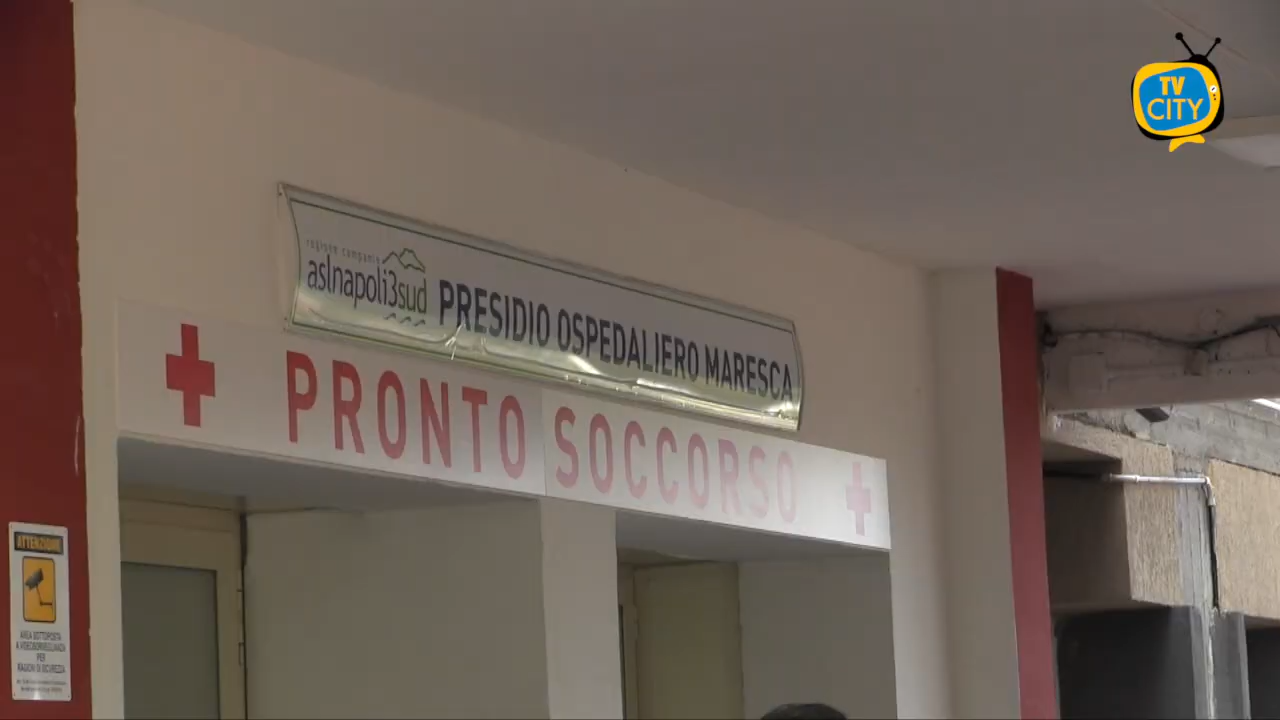 TV
CITY
regione campania
aslnapoli3sud
PRESIDIO OSPEDALIERO MARESCA
PRONTO SOCCORSO
ATTENZIONE
AREA SOTTOPOSTA
A VIDEOSORVEGLIANZA
PER
RAGIONI DI SICUREZZA